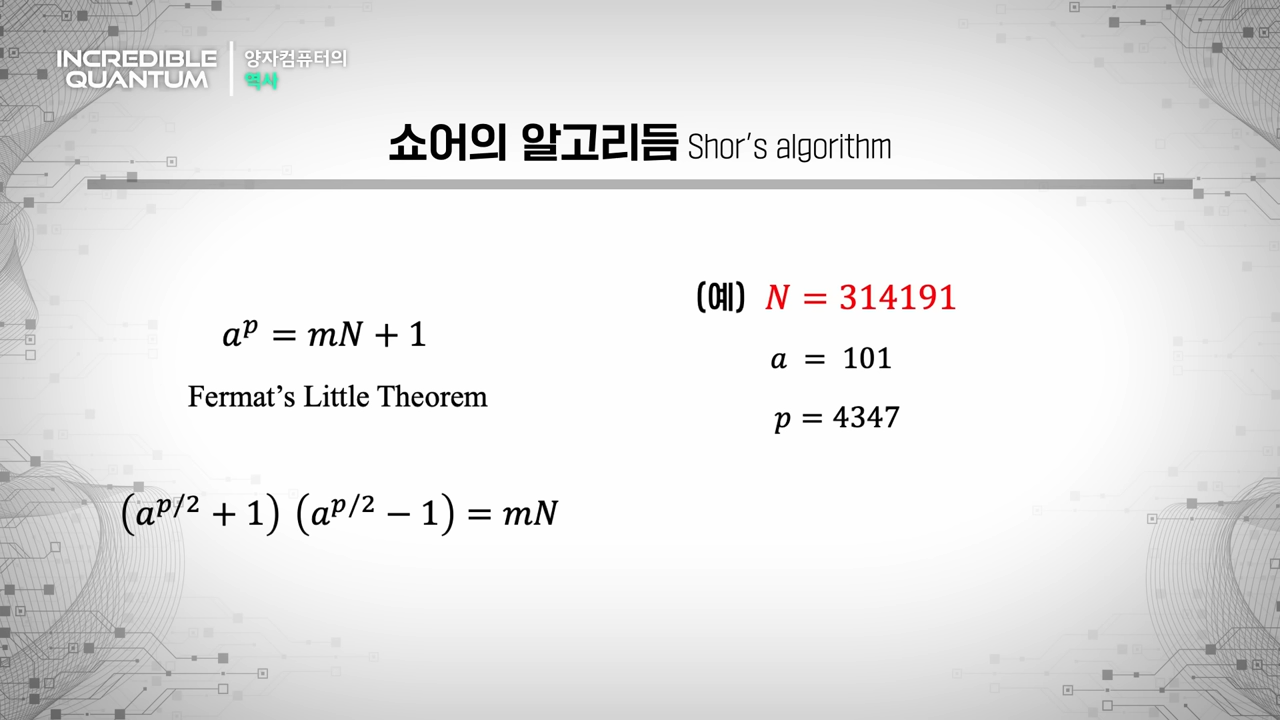 INCREDIBLE
QUANTUM
양자컴퓨터의
역사
쇼어의 알고리듬 Shor's algorithm
a^p = mN + 1
Fermat's Little Theorem
(a^{p/2} + 1) (a^{p/2} − 1) = mN
(예) N = 314191
a = 101
p = 4347